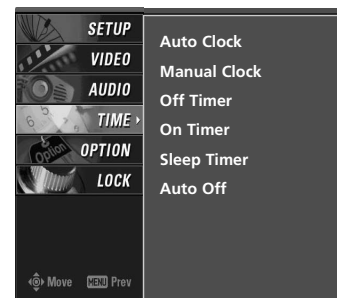 SETUP
VIDEO
AUDIO
TIME
OPTION
LOCK
Move MENU Prev
Auto Clock
Manual Clock
Off Timer
On Timer
Sleep Timer
Auto Off